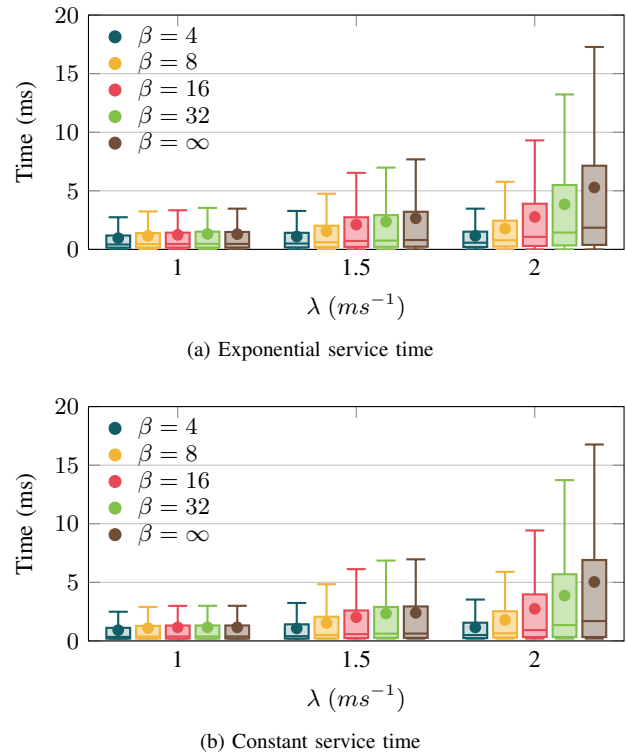 20
15
10
5
0
Time (ms)
β = 4
β = 8
β = 16
β = 32
β = ∞
1
1.5
2
λ (ms⁻¹)
(a) Exponential service time
20
15
10
5
0
Time (ms)
β = 4
β = 8
β = 16
β = 32
β = ∞
1
1.5
2
λ (ms⁻¹)
(b) Constant service time